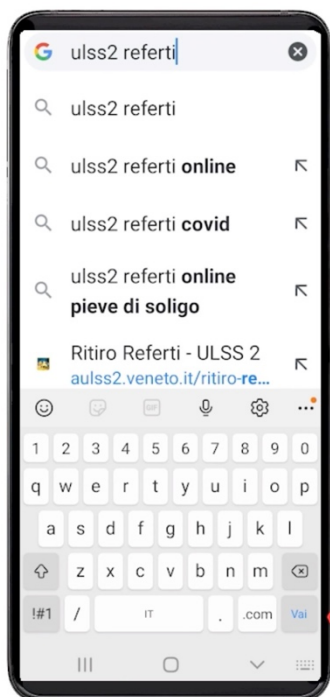 ulss2 referti
ulss2 referti
ulss2 referti online
ulss2 referti covid
ulss2 referti online
pieve di soligo
Ritiro Referti - ULSS 2
aulss2.veneto.it/ritiro-re...
GIF
1 2 3 4 5 6 7 8 9 0
q w e r t y u i o p
a s d f g h j k l
z x c v b n m
!#1 / IT . .com Vai